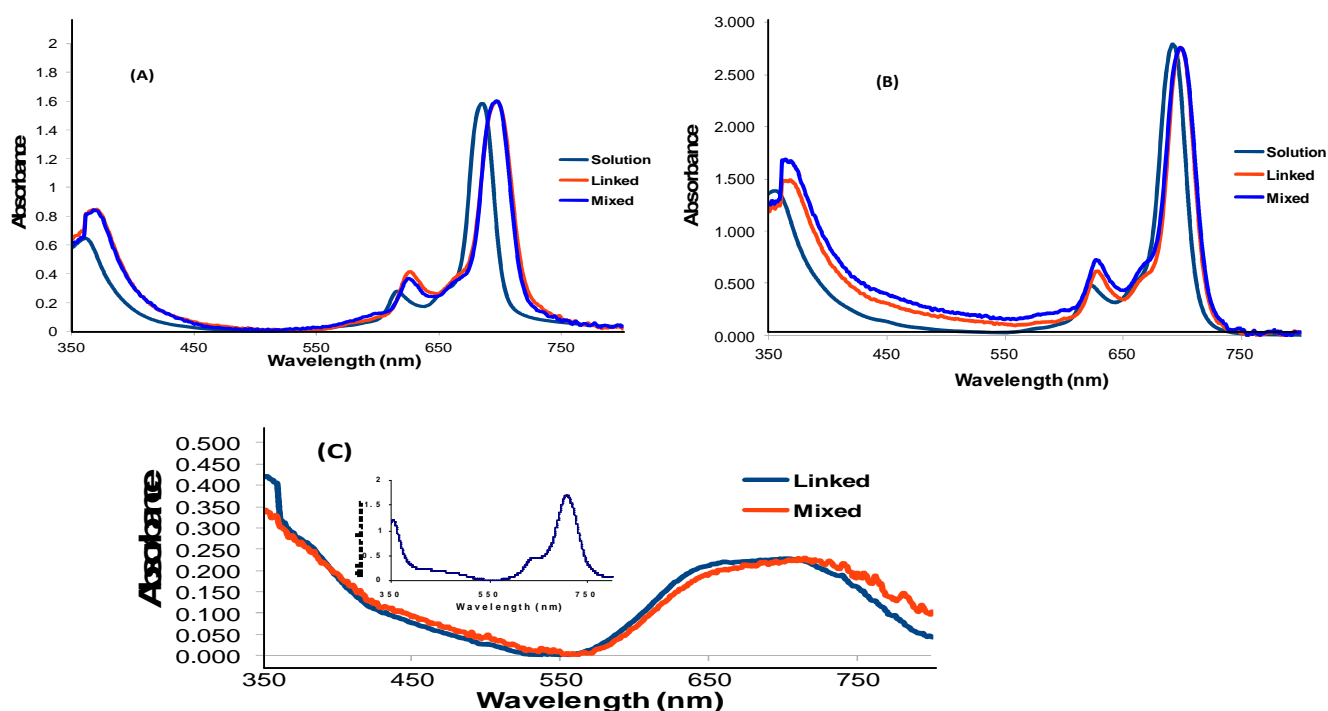 (A)
2
1.8
1.6
1.4
1.2
1
0.8
0.6
0.4
0.2
0
Absorbance
350
450
550
650
750
Wavelength (nm)
Solution
Linked
Mixed
(B)
3.000
2.500
2.000
1.500
1.000
0.500
0.000
Absorbance
350
450
550
650
750
Wavelength (nm)
Solution
Linked
Mixed
(C)
0.500
0.450
0.400
0.350
0.300
0.250
0.200
0.150
0.100
0.050
0.000
Absorbance
350
450
550
650
750
Wavelength (nm)
Linked
Mixed
2
1.5
1
0.5
0
350
550
750
Wavelength (nm)